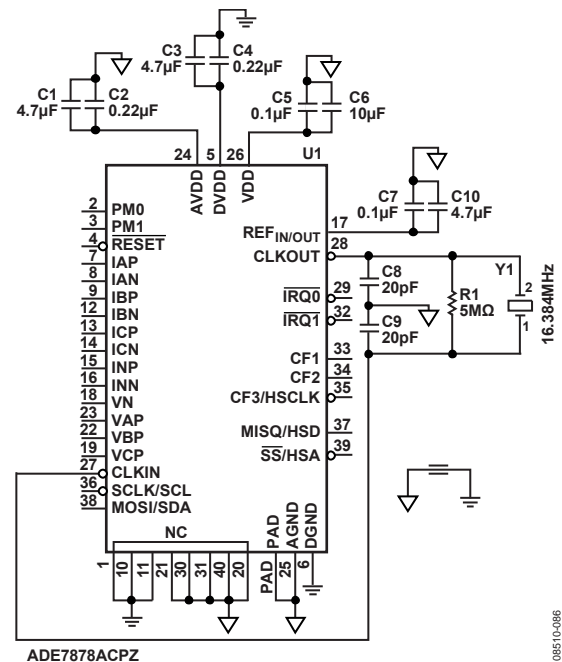 C3
4.7µF
C4
0.22µF
C1
4.7µF
C2
0.22µF
C5
0.1µF
C6
10µF
24
5
26
U1
AVDD
DVDD
VDD
C7
0.1µF
C10
4.7µF
2
PM0
3
PM1
4
RESET
7
IAP
8
IAN
9
IBP
12
IBN
13
ICP
14
ICN
15
INP
16
INN
18
VN
23
VAP
22
VBP
19
VCP
27
CLKIN
36
SCLK/SCL
38
MOSI/SDA
REFIN/OUT
17
CLKOUT
28
IRQ0
29
IRQ1
32
CF1
33
CF2
34
CF3/HSCLK
35
MISQ/HSD
37
SS/HSA
39
C8
20pF
C9
20pF
R1
5MΩ
Y1
2
1
16.384MHz
NC
PAD
AGND
DGND
1
10
11
21
30
31
40
20
PAD
25
6
ADE7878ACPZ
08510-086